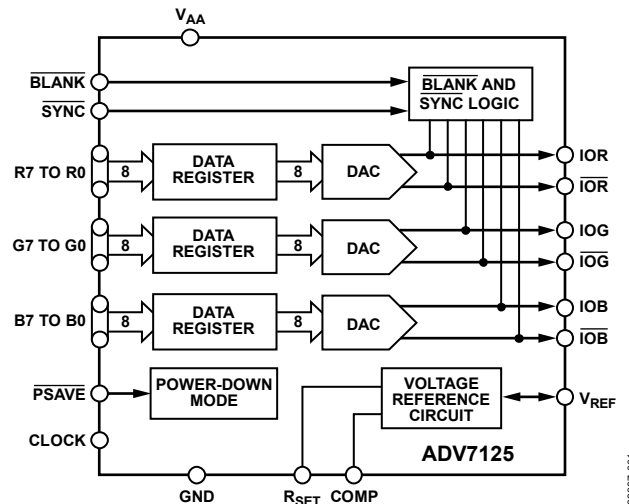 VAA
BLANK
SYNC
BLANK AND
SYNC LOGIC
R7 TO R0
8
DATA
REGISTER
8
DAC
IOR
IOR
G7 TO G0
8
DATA
REGISTER
8
DAC
IOG
IOG
B7 TO B0
8
DATA
REGISTER
8
DAC
IOB
IOB
PSAVE
POWER-DOWN
MODE
VOLTAGE
REFERENCE
CIRCUIT
VREF
CLOCK
ADV7125
GND
RSET
COMP